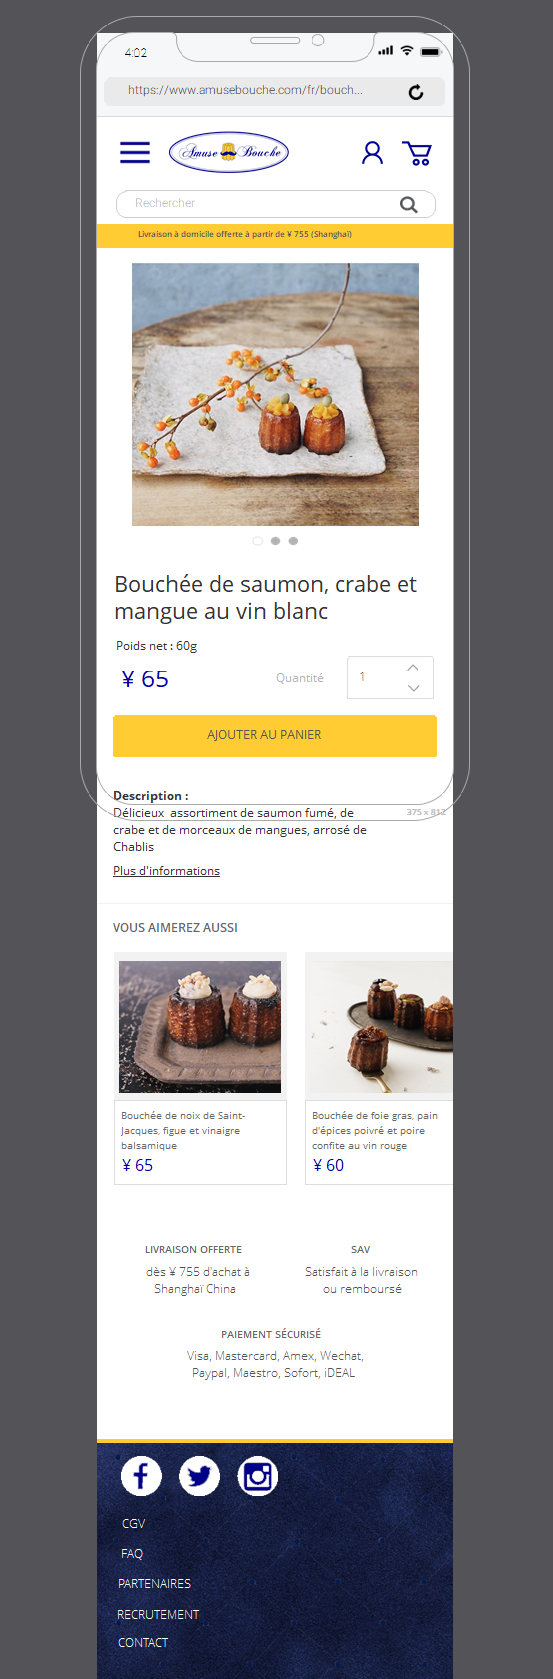 4:02
https://www.amusebouche.com/fr/bouch...
Amuse Bouche
Rechercher
Livraison à domicile offerte à partir de ¥ 755 (Shanghaï)
Bouchée de saumon, crabe et
mangue au vin blanc
Poids net : 60g
¥ 65
Quantité
1
AJOUTER AU PANIER
Description :
Délicieux  assortiment de saumon fumé, de
375 x 812
crabe et de morceaux de mangues, arrosé de
Chablis
Plus d'informations
VOUS AIMEREZ AUSSI
Bouchée de noix de Saint-
Jacques, figue et vinaigre
balsamique
¥ 65
Bouchée de foie gras, pain
d'épices poivré et poire
confite au vin rouge
¥ 60
LIVRAISON OFFERTE
dès ¥ 755 d'achat à
Shanghaï China
SAV
Satisfait à la livraison
ou remboursé
PAIEMENT SÉCURISÉ
Visa, Mastercard, Amex, Wechat,
Paypal, Maestro, Sofort, iDEAL
CGV
FAQ
PARTENAIRES
RECRUTEMENT
CONTACT